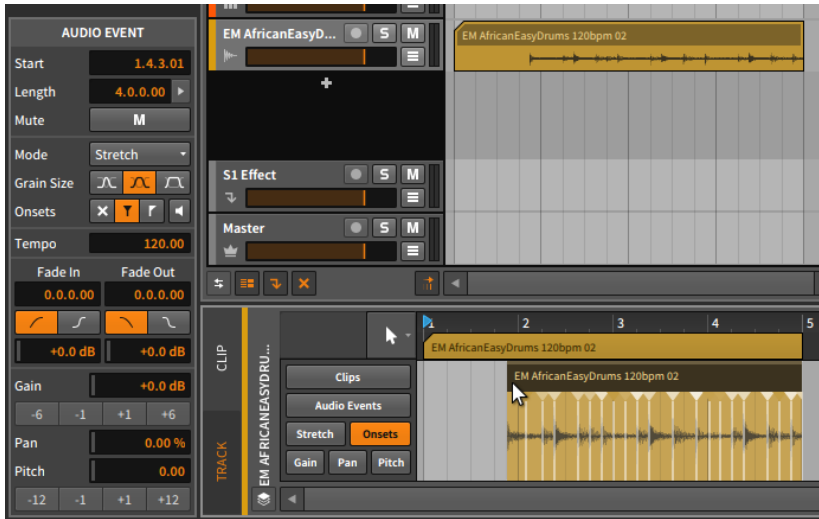 AUDIO EVENT
Start 1.4.3.01
Length 4.0.0.00
Mute M
Mode Stretch
Grain Size
Onsets
Tempo 120.00
Fade In Fade Out
0.0.0.00 0.0.0.00
+0.0 dB +0.0 dB
Gain +0.0 dB
-6 -1 +1 +6
Pan 0.00 %
Pitch 0.00
-12 -1 +1 +12
EM AfricanEasyD... S M
EM AfricanEasyDrums 120bpm 02
S1 Effect S M
Master S M
CLIP
TRACK
EM AFRICANEASYDRU...
Clips
Audio Events
Stretch Onsets
Gain Pan Pitch
1 2 3 4 5
EM AfricanEasyDrums 120bpm 02
EM AfricanEasyDrums 120bpm 02